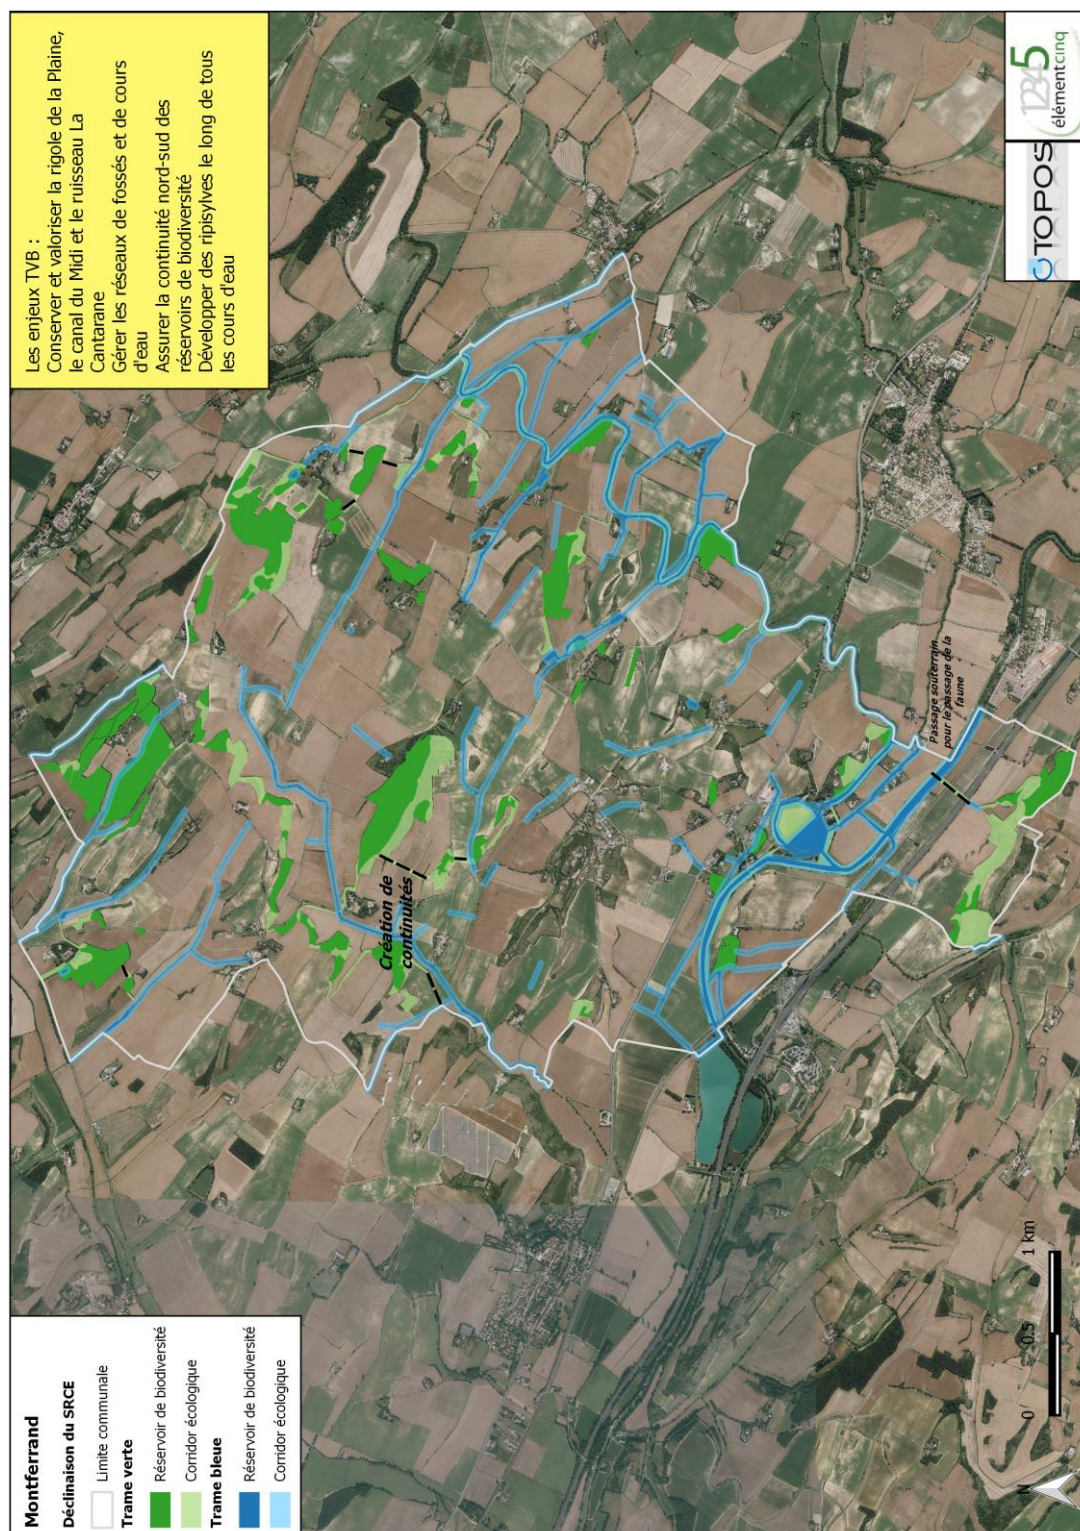 Montferrand
Déclinaison du SRCE
Limite communale
Trame verte
Réservoir de biodiversité
Corridor écologique
Trame bleue
Réservoir de biodiversité
Corridor écologique
Les enjeux TVB :
Conserver et valoriser la rigole de la Plaine,
le canal du Midi et le ruisseau La
Cantarane
Gérer les réseaux de fossés et de cours
d'eau
Assurer la continuité nord-sud des
réservoirs de biodiversité
Développer des ripisylves le long de tous
les cours d'eau
Création de
continuités
Passage souterrain
pour le passage de la
faune
N
0 0.5 1 km
TOPOS
12345
élémentcinq